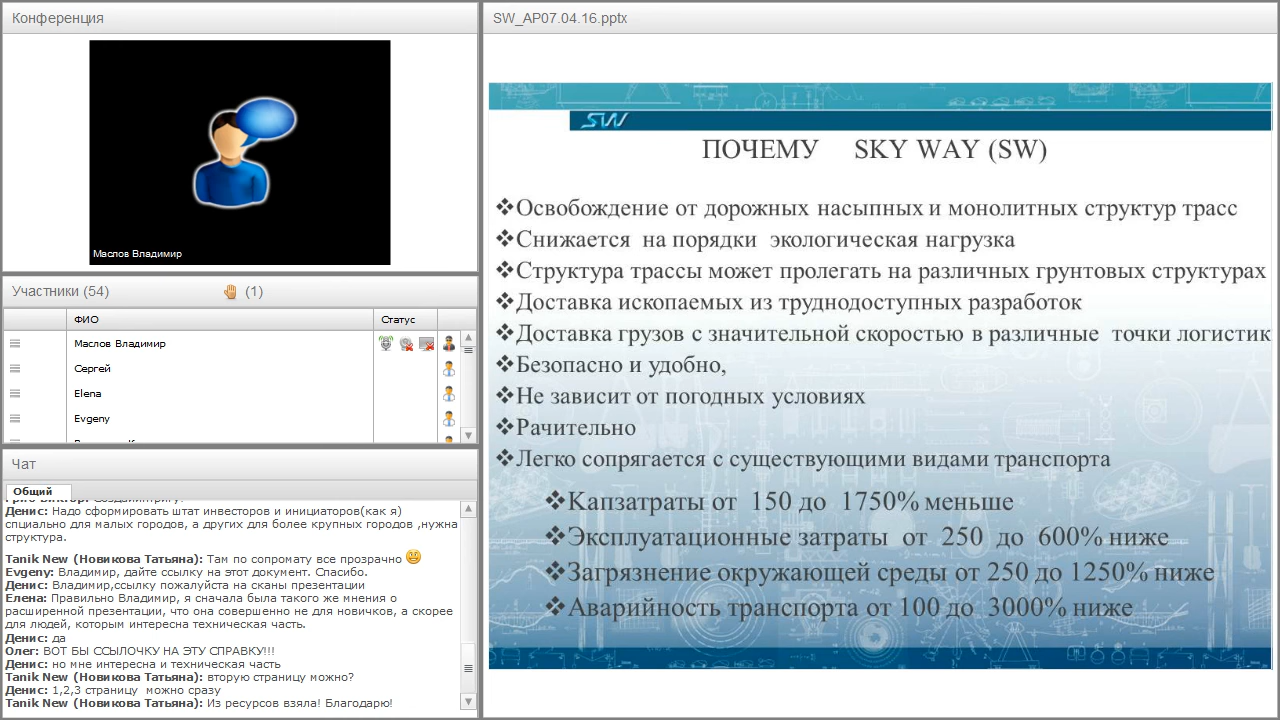 Конференция
Маслов Владимир
Участники (54)
(1)
ФИО
Статус
Маслов Владимир
Сергей
Elena
Evgeny
Чат
Общий
Денис: Надо сформировать штат инвесторов и инициаторов(как я)
спциально для малых городов, а других для более крупных городов ,нужна
структура.
Tanik New (Новикова Татьяна): Там по сопромату все прозрачно
Evgeny: Владимир, дайте ссылку на этот документ. Спасибо.
Денис: Владимир,ссылку пожалуйста на сканы презентации
Елена: Правильно Владимир, я сначала была такого же мнения о
расширенной презентации, что она совершенно не для новичков, а скорее
для людей, которым интересна техническая часть.
Денис: да
Олег: ВОТ БЫ ССЫЛОЧКУ НА ЭТУ СПРАВКУ!!!
Денис: но мне интересна и техническая часть
Tanik New (Новикова Татьяна): вторую страницу можно?
Денис: 1,2,3 страницу можно сразу
Tanik New (Новикова Татьяна): Из ресурсов взяла! Благодарю!
SW_AP07.04.16.pptx
SW
ПОЧЕМУ SKY WAY (SW)
❖Освобождение от дорожных насыпных и монолитных структур трасс
❖Снижается на порядки экологическая нагрузка
❖Структура трассы может пролегать на различных грунтовых структурах
❖Доставка ископаемых из труднодоступных разработок
❖Доставка грузов с значительной скоростью в различные точки логистик
❖Безопасно и удобно,
❖Не зависит от погодных условиях
❖Рачительно
❖Легко сопрягается с существующими видами транспорта
❖Капзатраты от 150 до 1750% меньше
❖Эксплуатационные затраты от 250 до 600% ниже
❖Загрязнение окружающей среды от 250 до 1250% ниже
❖Аварийность транспорта от 100 до 3000% ниже